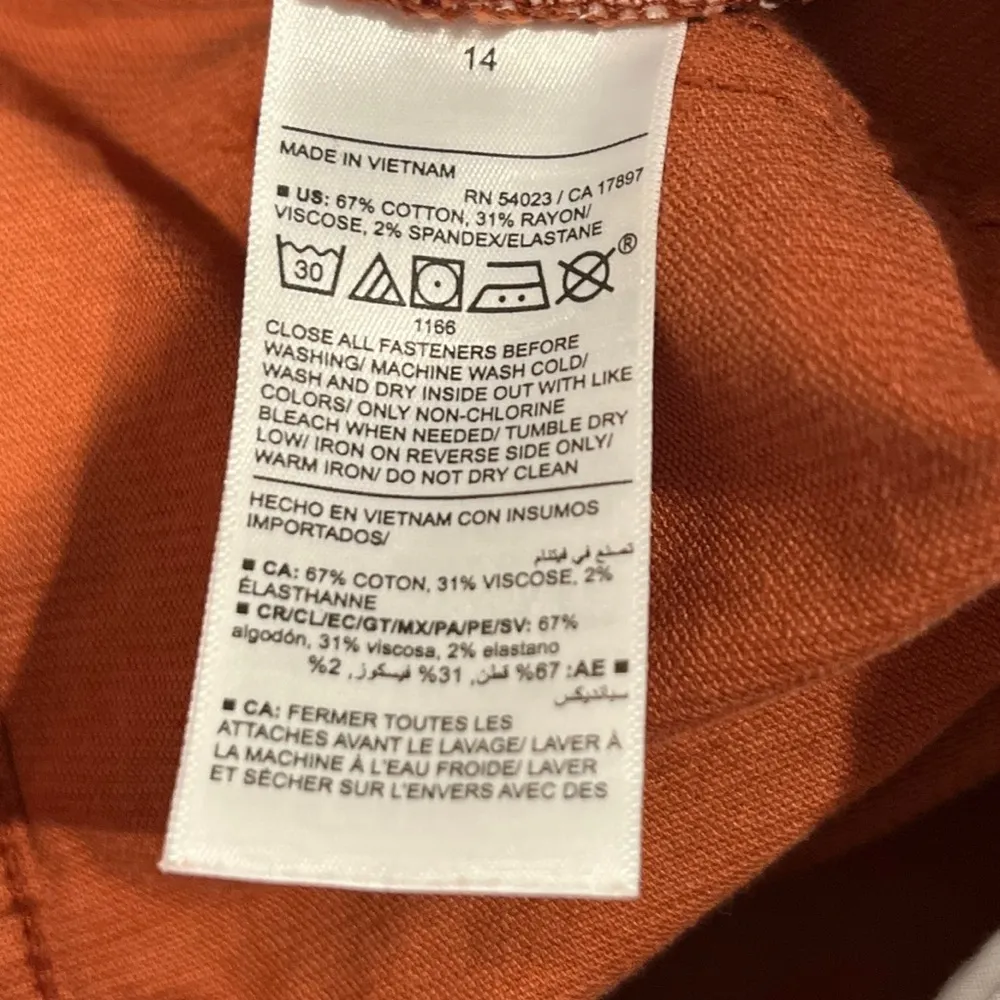 14
MADE IN VIETNAM
RN 54023 / CA 17897
■ US: 67% COTTON, 31% RAYON/
VISCOSE, 2% SPANDEX/ELASTANE
30 ®
1166
CLOSE ALL FASTENERS BEFORE
WASHING/ MACHINE WASH COLD/
WASH AND DRY INSIDE OUT WITH LIKE
COLORS/ ONLY NON-CHLORINE
BLEACH WHEN NEEDED/ TUMBLE DRY
LOW/ IRON ON REVERSE SIDE ONLY/
WARM IRON/ DO NOT DRY CLEAN
HECHO EN VIETNAM CON INSUMOS
IMPORTADOS/
تصنع في فيتنام
■ CA: 67% COTON, 31% VISCOSE, 2%
ÉLASTHANNE
■ CR/CL/EC/GT/MX/PA/PE/SV: 67%
algodón, 31% viscosa, 2% elastano
■ AE: 67% قطن, 31% فيسكوز, 2%
سبانديكس
■ CA: FERMER TOUTES LES
ATTACHES AVANT LE LAVAGE/ LAVER À
LA MACHINE À L'EAU FROIDE/ LAVER
ET SÉCHER SUR L'ENVERS AVEC DES